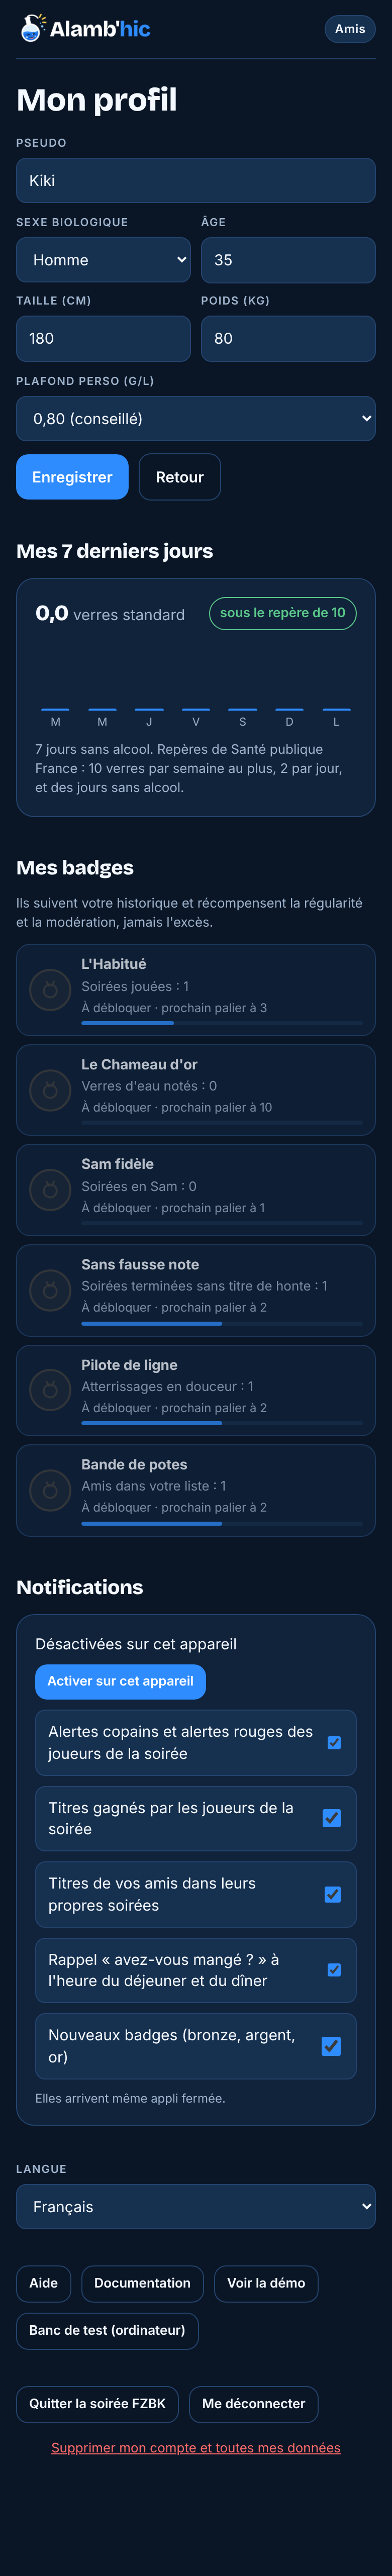 Alamb'hic
Amis
Mon profil
PSEUDO
Kiki
SEXE BIOLOGIQUE
ÂGE
Homme
35
TAILLE (CM)
POIDS (KG)
180
80
PLAFOND PERSO (G/L)
0,80 (conseillé)
Enregistrer
Retour
Mes 7 derniers jours
0,0 verres standard
sous le repère de 10
M M J V S D L
7 jours sans alcool. Repères de Santé publique
France : 10 verres par semaine au plus, 2 par jour,
et des jours sans alcool.
Mes badges
Ils suivent votre historique et récompensent la régularité
et la modération, jamais l'excès.
L'Habitué
Soirées jouées : 1
À débloquer · prochain palier à 3
Le Chameau d'or
Verres d'eau notés : 0
À débloquer · prochain palier à 10
Sam fidèle
Soirées en Sam : 0
À débloquer · prochain palier à 1
Sans fausse note
Soirées terminées sans titre de honte : 1
À débloquer · prochain palier à 2
Pilote de ligne
Atterrissages en douceur : 1
À débloquer · prochain palier à 2
Bande de potes
Amis dans votre liste : 1
À débloquer · prochain palier à 2
Notifications
Désactivées sur cet appareil
Activer sur cet appareil
Alertes copains et alertes rouges des
joueurs de la soirée
Titres gagnés par les joueurs de la
soirée
Titres de vos amis dans leurs
propres soirées
Rappel « avez-vous mangé ? » à
l'heure du déjeuner et du dîner
Nouveaux badges (bronze, argent,
or)
Elles arrivent même appli fermée.
LANGUE
Français
Aide
Documentation
Voir la démo
Banc de test (ordinateur)
Quitter la soirée FZBK
Me déconnecter
Supprimer mon compte et toutes mes données